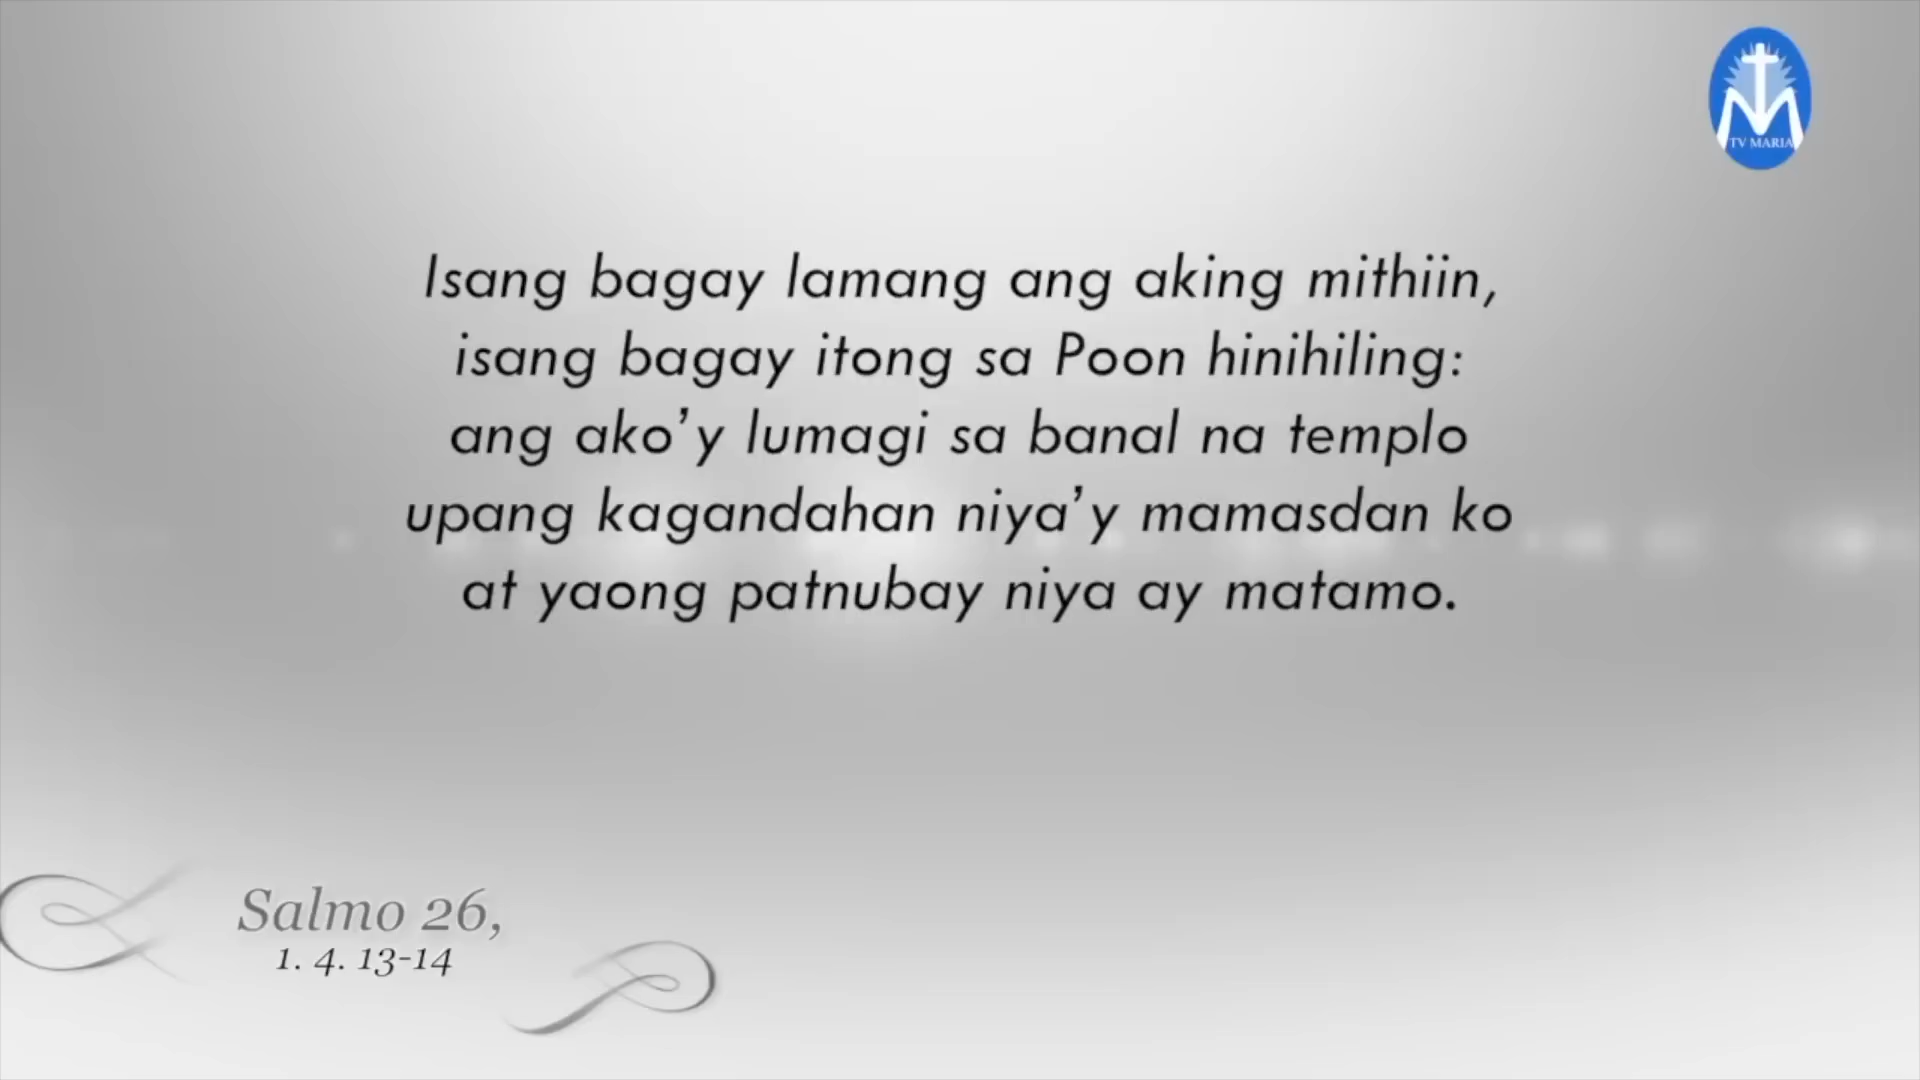 TV MARIA
Isang bagay lamang ang aking mithiin,
isang bagay itong sa Poon hinihiling:
ang ako’y lumagi sa banal na templo
upang kagandahan niya’y mamasdan ko
at yaong patnubay niya ay matamo.
Salmo 26,
1. 4. 13-14